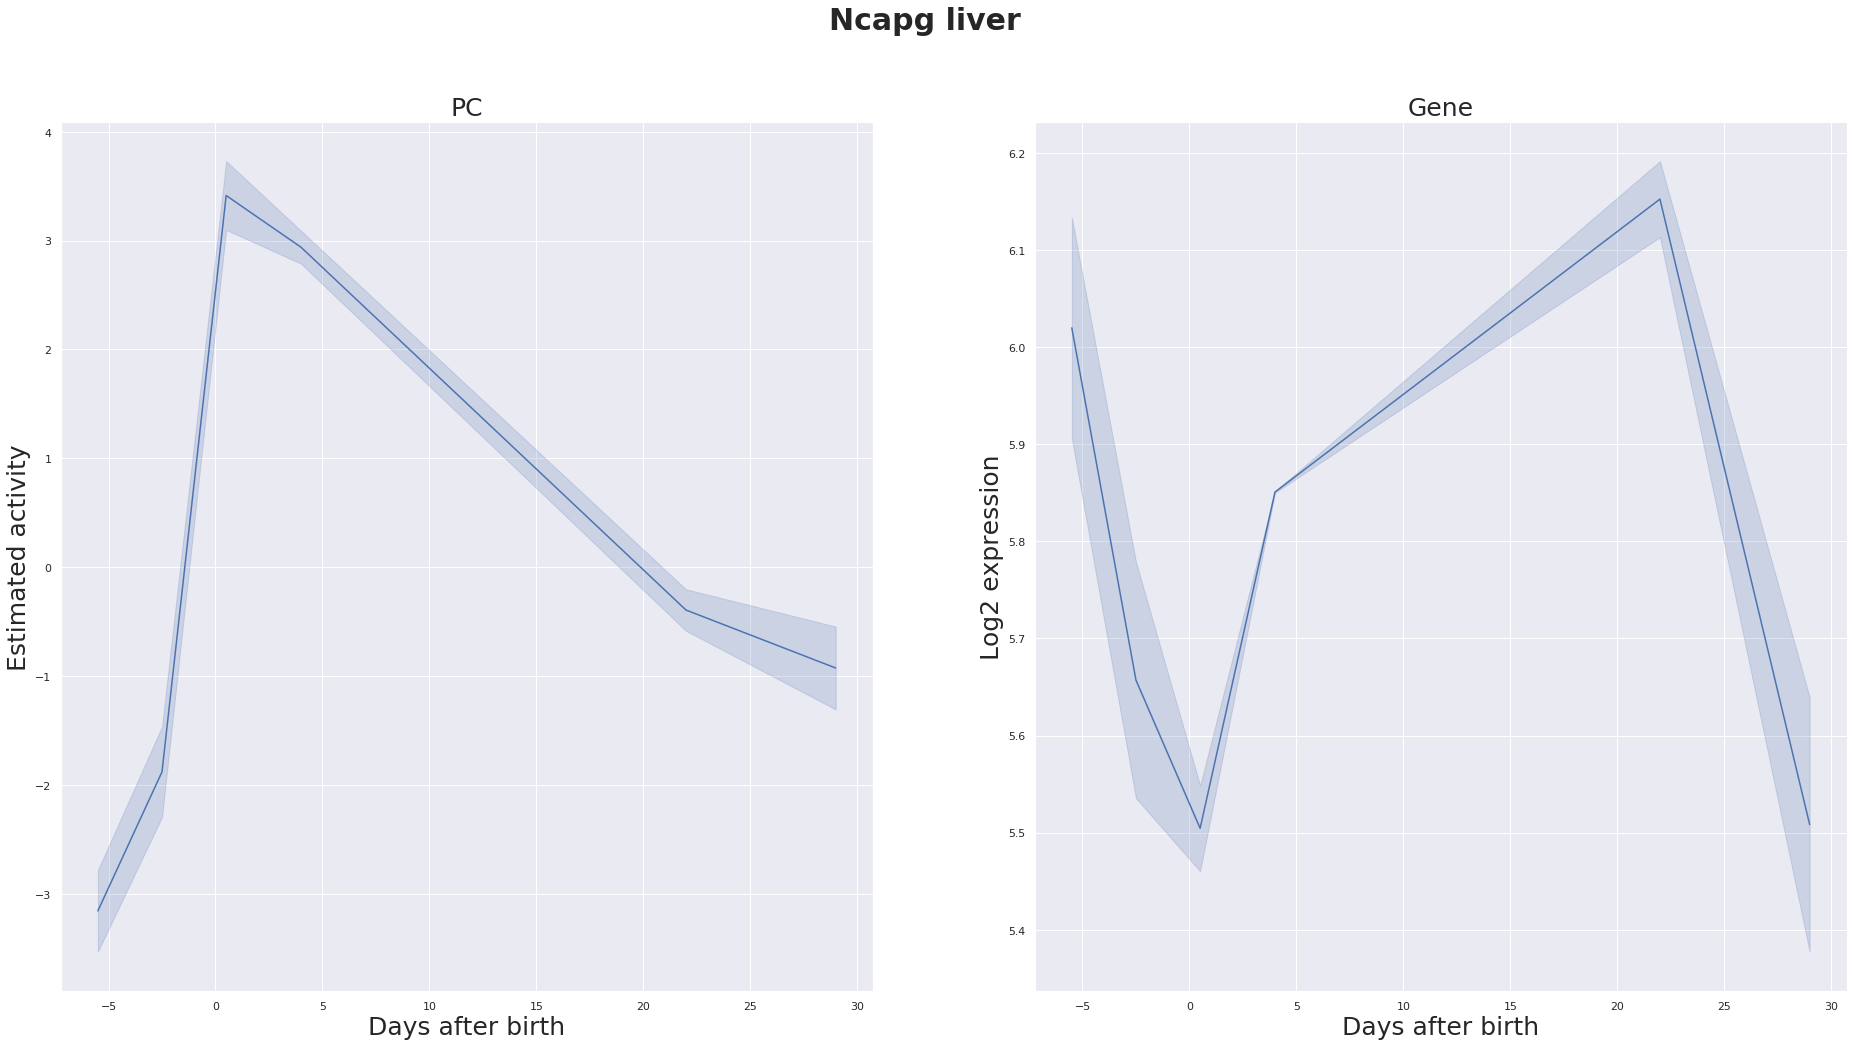 Ncapg liver
PC
Estimated activity
4
3
2
1
0
−1
−2
−3
−5 0 5 10 15 20 25 30
Days after birth
Gene
Log2 expression
6.2
6.1
6.0
5.9
5.8
5.7
5.6
5.5
5.4
−5 0 5 10 15 20 25 30
Days after birth